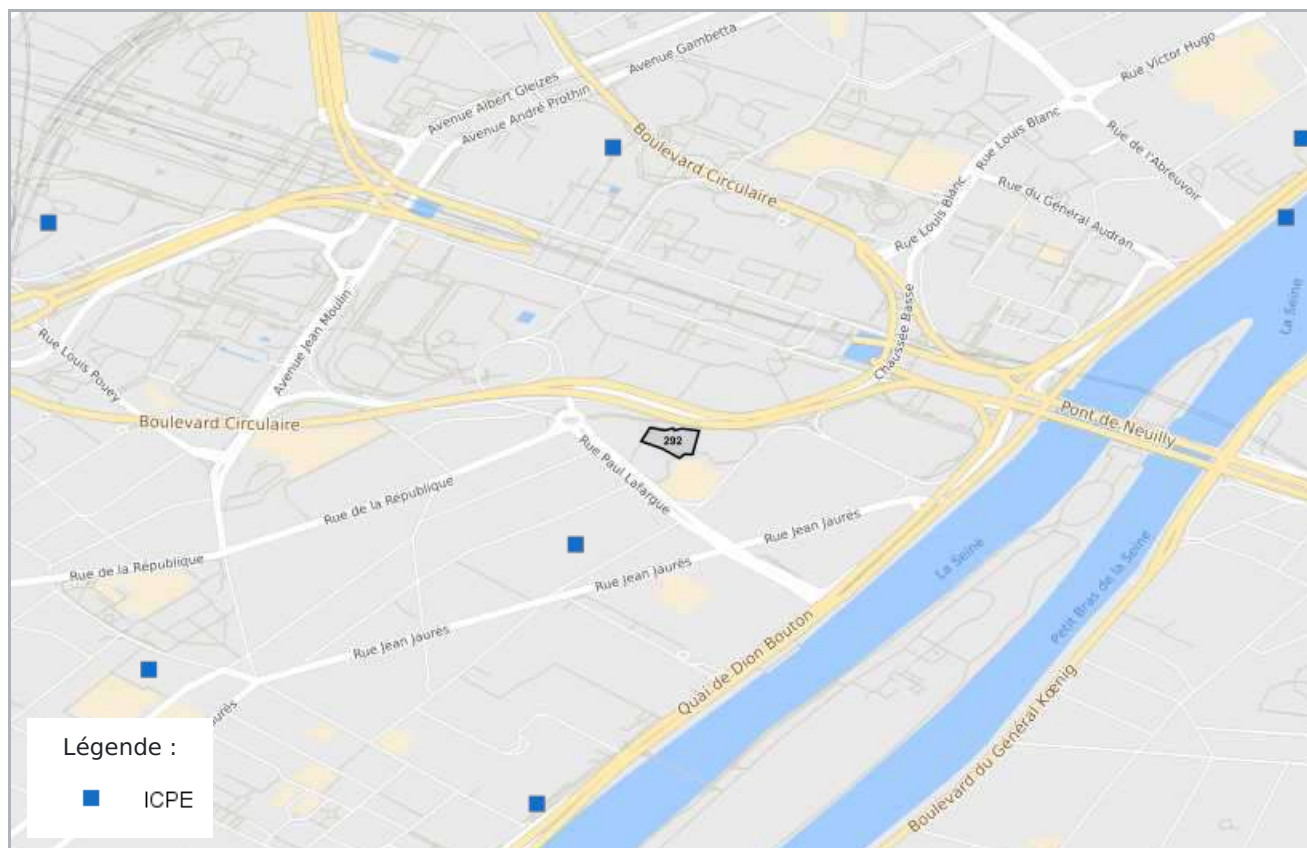 Avenue Gambetta
Rue Victor Hugo
Avenue Albert Gleizes
Avenue André Prothin
Boulevard Circulaire
Rue Louis Blanc
Rue de l'Abreuvoir
Rue Louis Blanc
Rue du Général Audran
Rue Louis Blanc
La Seine
Chaussée Basse
Avenue Jean Moulin
Rue Louis Pouey
Boulevard Circulaire
Pont de Neuilly
292
Rue Paul Lafargue
Rue de la République
Rue Jean Jaurès
La Seine
Petit Bras de la Seine
Rue de la République
Rue Jean Jaurès
Rue Jean Jaurès
Quai de Dion Bouton
Boulevard du Général Kœnig
aurès
Légende :
ICPE